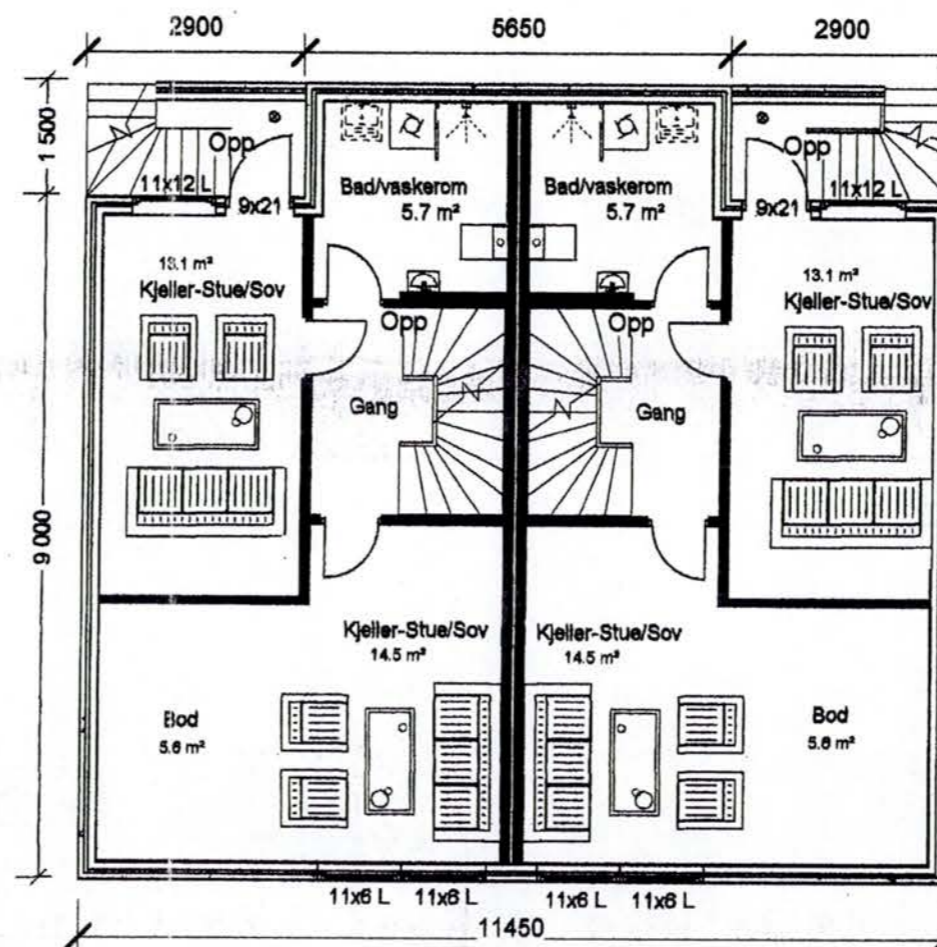 2900 5650 2900
1 500
Opp Opp
11x12 L 9x21 Bad/vaskerom Bad/vaskerom 9x21 11x12 L
5.7 m² 5.7 m²
13.1 m² 13.1 m²
Kjeller-Stue/Sov Kjeller-Stue/Sov
Opp Opp
Gang Gang
9 000
Kjeller-Stue/Sov Kjeller-Stue/Sov
14.5 m² 14.5 m²
Bod Bod
5.6 m² 5.6 m²
11x6 L 11x6 L 11x6 L 11x6 L
11450